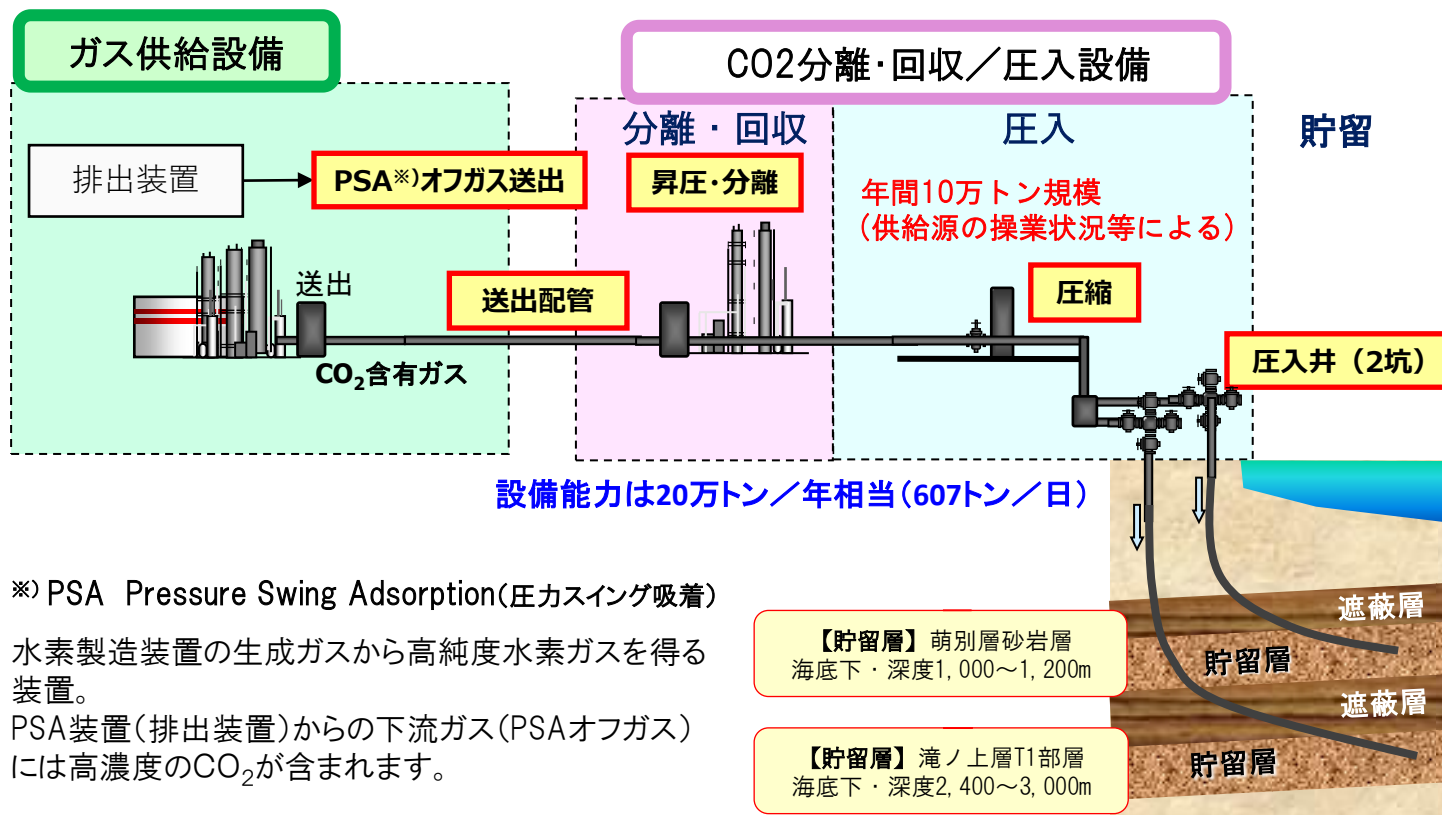 ガス供給設備
CO2分離・回収／圧入設備
分離・回収
圧入
貯留
排出装置
PSA※)オフガス送出
昇圧・分離
年間10万トン規模
（供給源の操業状況等による）
送出
送出配管
圧縮
CO2含有ガス
圧入井（2坑）
設備能力は20万トン／年相当（607トン／日）
※) PSA Pressure Swing Adsorption（圧力スイング吸着）
水素製造装置の生成ガスから高純度水素ガスを得る
装置。
PSA装置（排出装置）からの下流ガス（PSAオフガス）
には高濃度のCO2が含まれます。
【貯留層】萌別層砂岩層
海底下・深度1,000～1,200m
【貯留層】滝ノ上層T1部層
海底下・深度2,400～3,000m
遮蔽層
貯留層
遮蔽層
貯留層